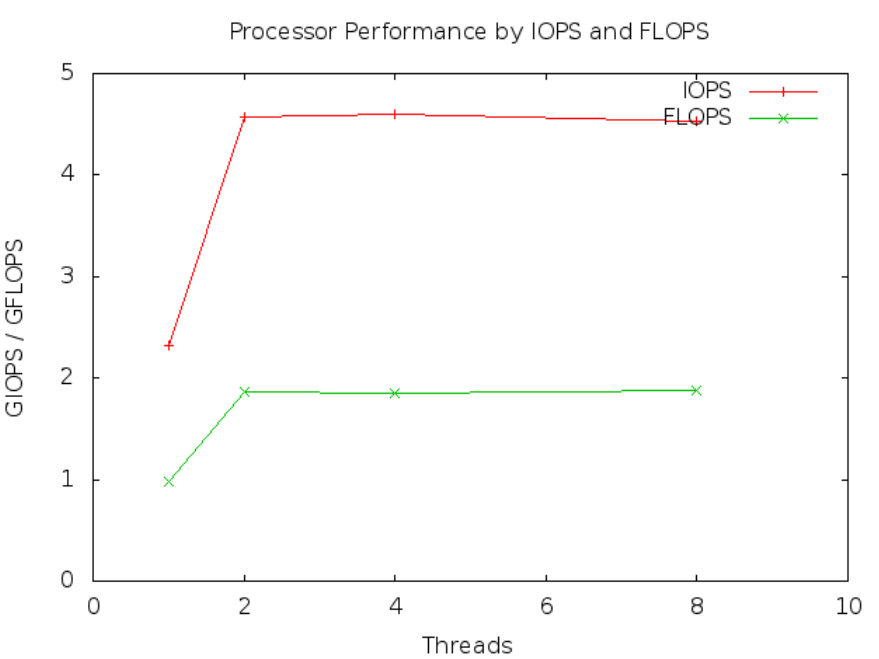 Processor Performance by IOPS and FLOPS
5
4
3
2
1
0
GIOPS / GFLOPS
IOPS
FLOPS
0 2 4 6 8 10
Threads